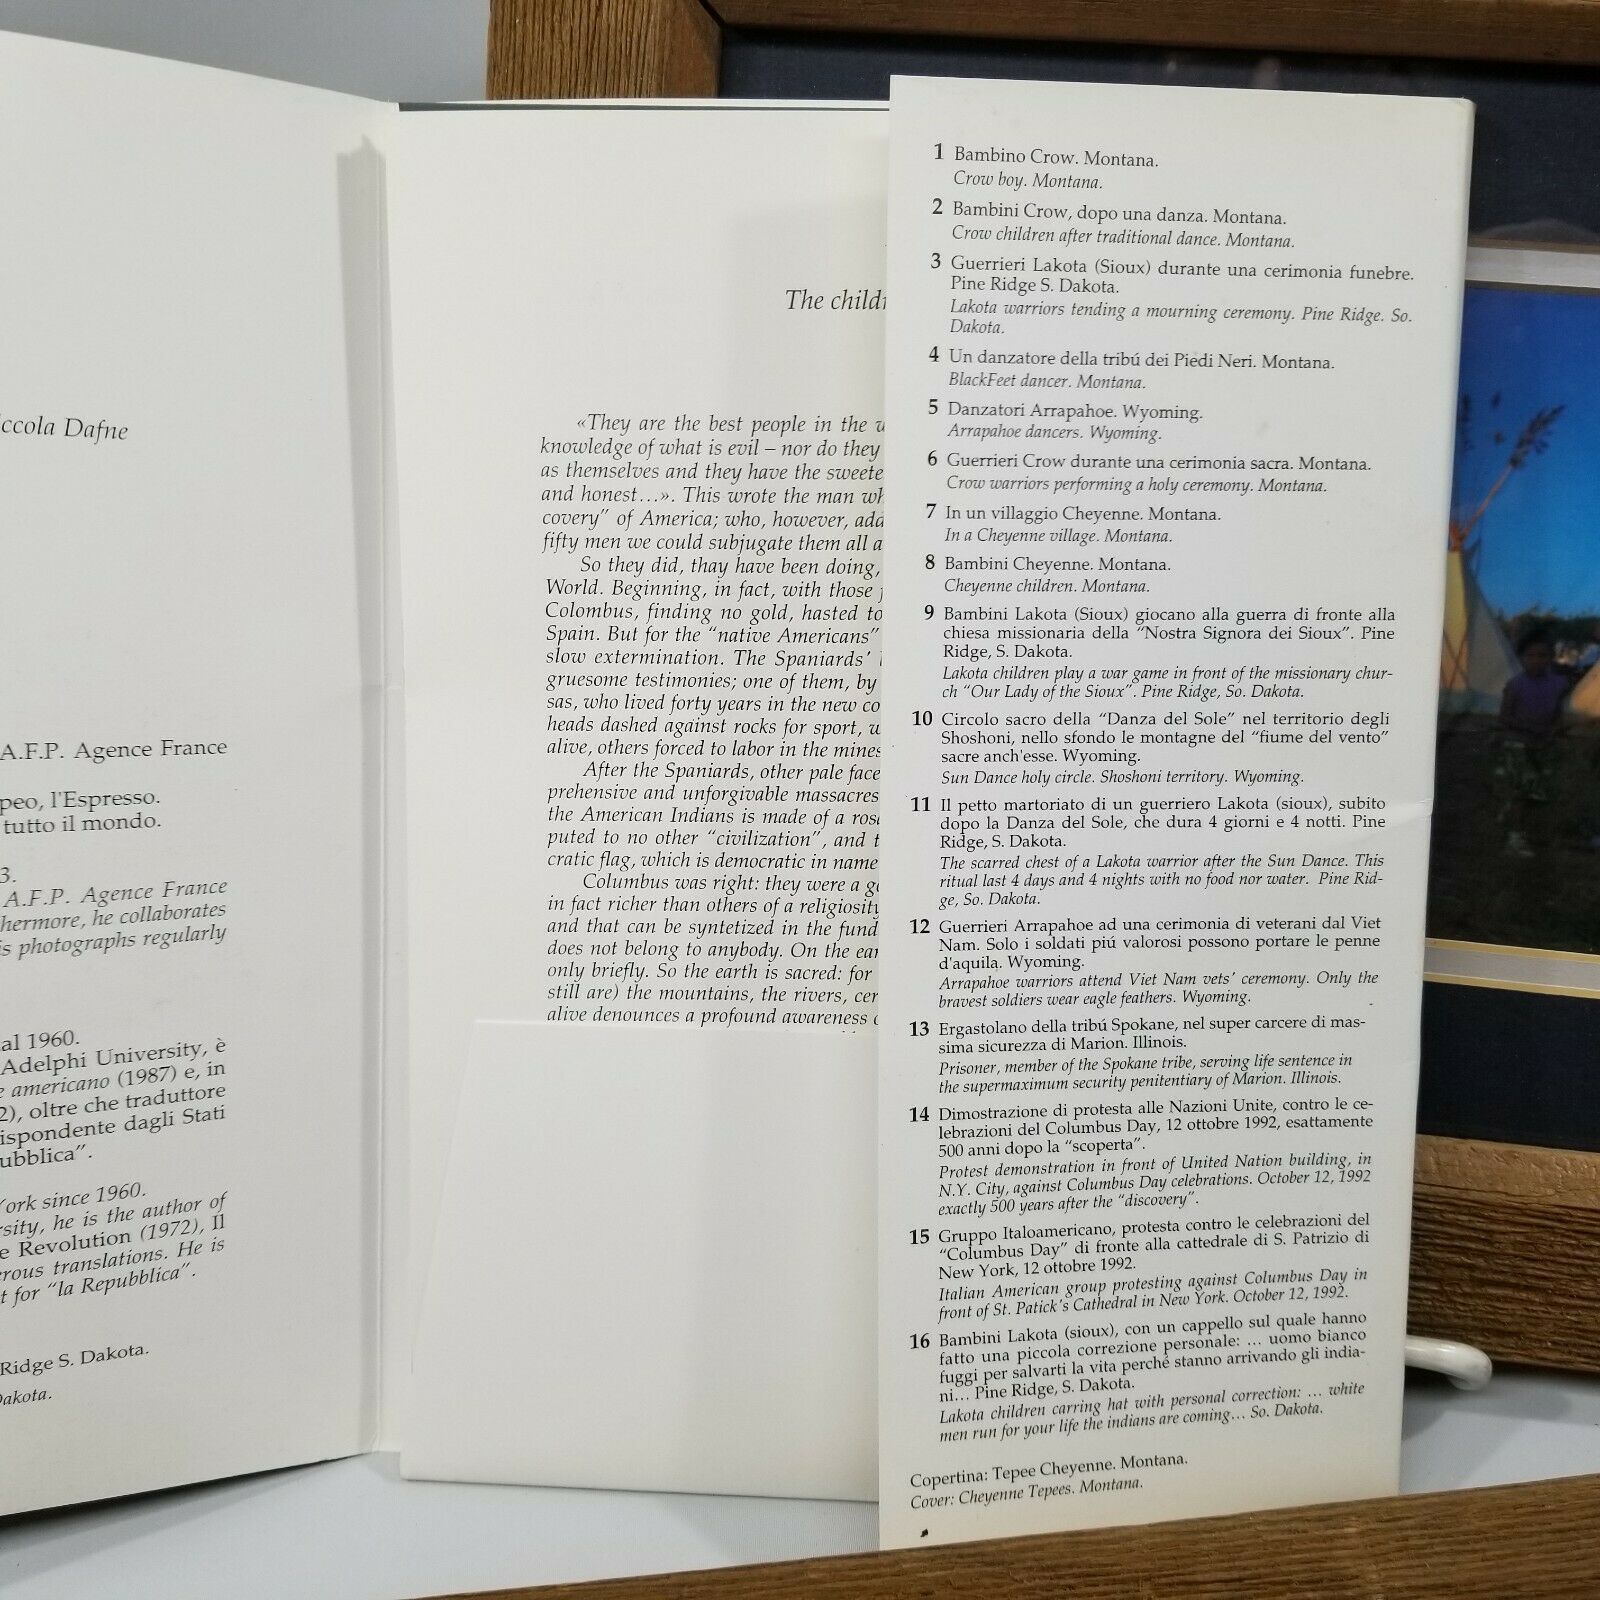 ccola Dafne
A.F.P. Agence France
peo, l'Espresso.
tutto il mondo.
3.
A.F.P. Agence France
hermore, he collaborates
is photographs regularly
al 1960.
Adelphi University, è
e americano (1987) e, in
2), oltre che traduttore
ispondente dagli Stati
ubblica".
York since 1960.
rsity, he is the author of
e Revolution (1972), Il
erous translations. He is
t for "la Repubblica".
Ridge S. Dakota.
Dakota.
The childr
«They are the best people in the w
knowledge of what is evil – nor do they
as themselves and they have the sweete
and honest...». This wrote the man wh
covery" of America; who, however, add
fifty men we could subjugate them all a
So they did, thay have been doing,
World. Beginning, in fact, with those
Colombus, finding no gold, hasted to
Spain. But for the "native Americans"
slow extermination. The Spaniards'
gruesome testimonies; one of them, by
sas, who lived forty years in the new co
heads dashed against rocks for sport, w
alive, others forced to labor in the mines
After the Spaniards, other pale face
prehensive and unforgivable massacres
the American Indians is made of a rosa
puted to no other "civilization", and t
cratic flag, which is democratic in name
Columbus was right: they were a ge
in fact richer than others of a religiosity
and that can be syntetized in the fund
does not belong to anybody. On the ear
only briefly. So the earth is sacred: for
still are) the mountains, the rivers, cer
alive denounces a profound awareness o
1 Bambino Crow. Montana.
Crow boy. Montana.
2 Bambini Crow, dopo una danza. Montana.
Crow children after traditional dance. Montana.
3 Guerrieri Lakota (Sioux) durante una cerimonia funebre.
Pine Ridge S. Dakota.
Lakota warriors tending a mourning ceremony. Pine Ridge. So.
Dakota.
4 Un danzatore della tribú dei Piedi Neri. Montana.
BlackFeet dancer. Montana.
5 Danzatori Arrapahoe. Wyoming.
Arrapahoe dancers. Wyoming.
6 Guerrieri Crow durante una cerimonia sacra. Montana.
Crow warriors performing a holy ceremony. Montana.
7 In un villaggio Cheyenne. Montana.
In a Cheyenne village. Montana.
8 Bambini Cheyenne. Montana.
Cheyenne children. Montana.
9 Bambini Lakota (Sioux) giocano alla guerra di fronte alla
chiesa missionaria della "Nostra Signora dei Sioux". Pine
Ridge, S. Dakota.
Lakota children play a war game in front of the missionary chur-
ch "Our Lady of the Sioux". Pine Ridge, So. Dakota.
10 Circolo sacro della "Danza del Sole" nel territorio degli
Shoshoni, nello sfondo le montagne del "fiume del vento"
sacre anch'esse. Wyoming.
Sun Dance holy circle. Shoshoni territory. Wyoming.
11 Il petto martoriato di un guerriero Lakota (sioux), subito
dopo la Danza del Sole, che dura 4 giorni e 4 notti. Pine
Ridge, S. Dakota.
The scarred chest of a Lakota warrior after the Sun Dance. This
ritual last 4 days and 4 nights with no food nor water. Pine Rid-
ge, So. Dakota.
12 Guerrieri Arrapahoe ad una cerimonia di veterani dal Viet
Nam. Solo i soldati piú valorosi possono portare le penne
d'aquila. Wyoming.
Arrapahoe warriors attend Viet Nam vets' ceremony. Only the
bravest soldiers wear eagle feathers. Wyoming.
13 Ergastolano della tribú Spokane, nel super carcere di mas-
sima sicurezza di Marion. Illinois.
Prisoner, member of the Spokane tribe, serving life sentence in
the supermaximum security penitentiary of Marion. Illinois.
14 Dimostrazione di protesta alle Nazioni Unite, contro le ce-
lebrazioni del Columbus Day, 12 ottobre 1992, esattamente
500 anni dopo la "scoperta".
Protest demonstration in front of United Nation building, in
N.Y. City, against Columbus Day celebrations. October 12, 1992
exactly 500 years after the "discovery".
15 Gruppo Italoamericano, protesta contro le celebrazioni del
"Columbus Day" di fronte alla cattedrale di S. Patrizio di
New York, 12 ottobre 1992.
Italian American group protesting against Columbus Day in
front of St. Patick's Cathedral in New York. October 12, 1992.
16 Bambini Lakota (sioux), con un cappello sul quale hanno
fatto una piccola correzione personale: ... uomo bianco
fuggi per salvarti la vita perché stanno arrivando gli india-
ni... Pine Ridge, S. Dakota.
Lakota children carring hat with personal correction: ... white
men run for your life the indians are coming... So. Dakota.
Copertina: Tepee Cheyenne. Montana.
Cover: Cheyenne Tepees. Montana.